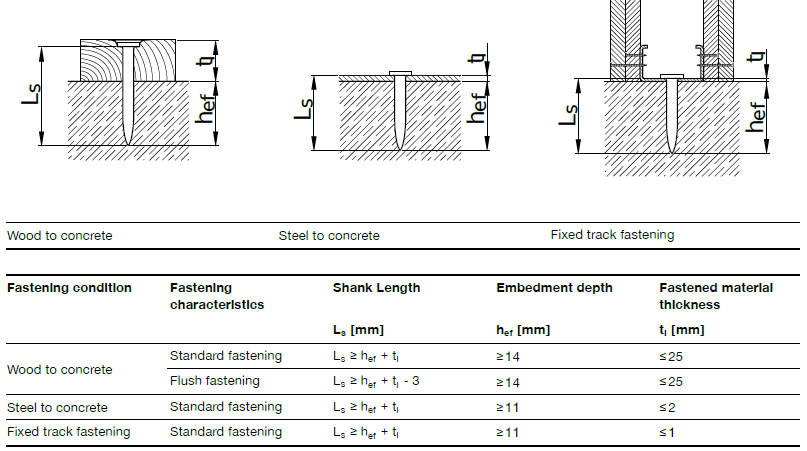 Ls
tI
hef
Ls
tI
hef
Ls
tI
hef
Wood to concrete Steel to concrete Fixed track fastening
Fastening condition Fastening characteristics Shank Length Embedment depth Fastened material thickness
Ls [mm] hef [mm] tI [mm]
Wood to concrete Standard fastening Ls ≥ hef + tI ≥14 ≤25
Flush fastening Ls ≥ hef + tI - 3 ≥14 ≤25
Steel to concrete Standard fastening Ls ≥ hef + tI ≥11 ≤2
Fixed track fastening Standard fastening Ls ≥ hef + tI ≥11 ≤1